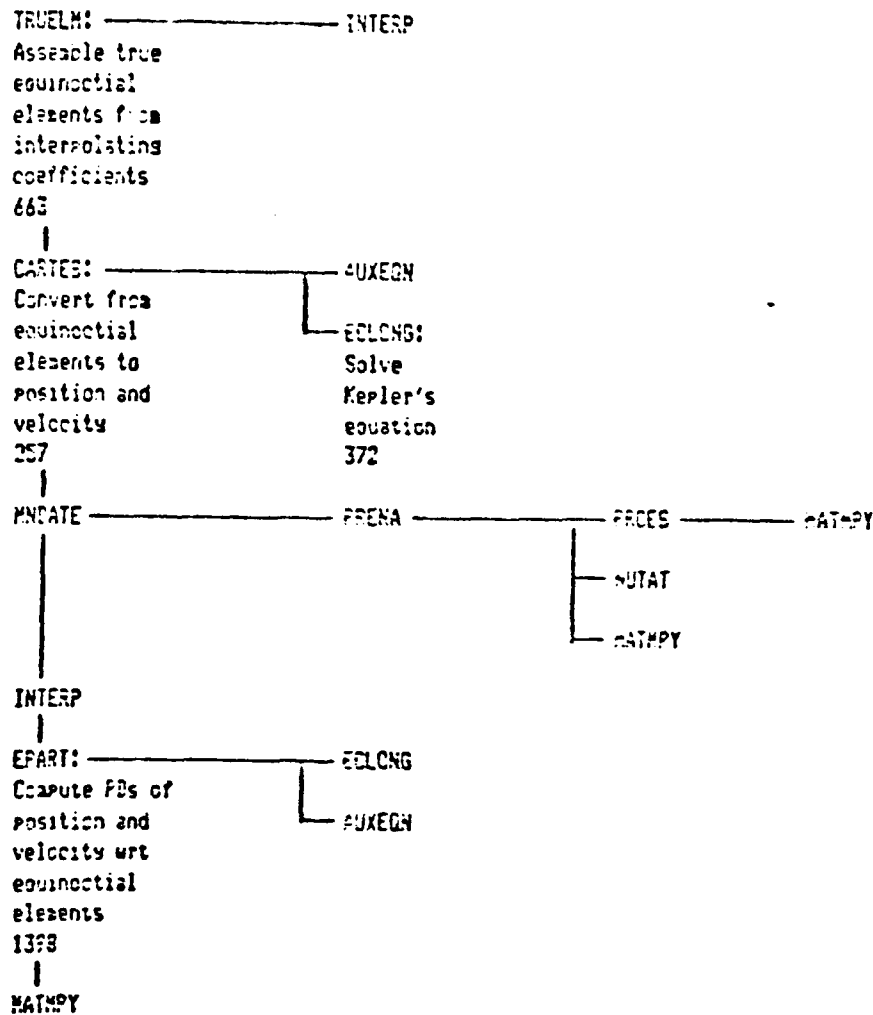 TRUELM: INTERP
Assemble true
equinoctial
elements from
interpolating
coefficients
CARTES: AUXEQN
Convert from
equinoctial
elements to
position and
velocity
257
ECLONG:
Solve
Kepler's
equation
372
MNDATE PRENA PRCES MATMPY
NUTAT
MATMPY
INTERP
EPART: ECLONG
Compute PDs of
position and
velocity wrt
equinoctial
elements
AUXEQN
MATMPY